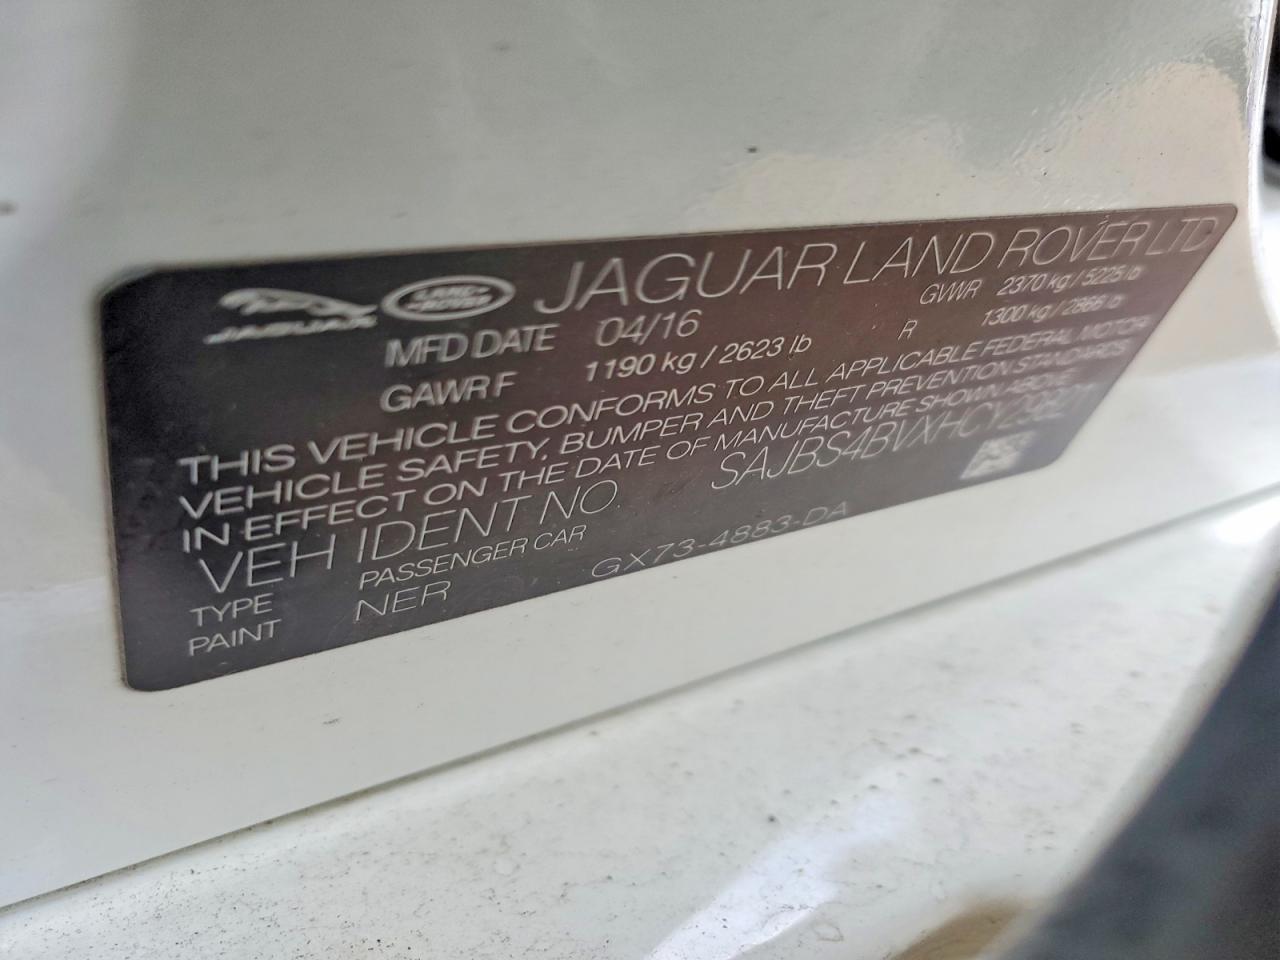 JAGUAR LAND-ROVER JAGUAR LAND ROVER LTD
MFD DATE 04/16 GVWR 2370 kg / 5225 lb
GAWR F 1190 kg / 2623 lb R 1300 kg / 2866 lb
THIS VEHICLE CONFORMS TO ALL APPLICABLE FEDERAL MOTOR
VEHICLE SAFETY, BUMPER AND THEFT PREVENTION STANDARDS
IN EFFECT ON THE DATE OF MANUFACTURE SHOWN ABOVE
VEH IDENT NO.
TYPE PASSENGER CAR
PAINT NER GX73-4883-DA